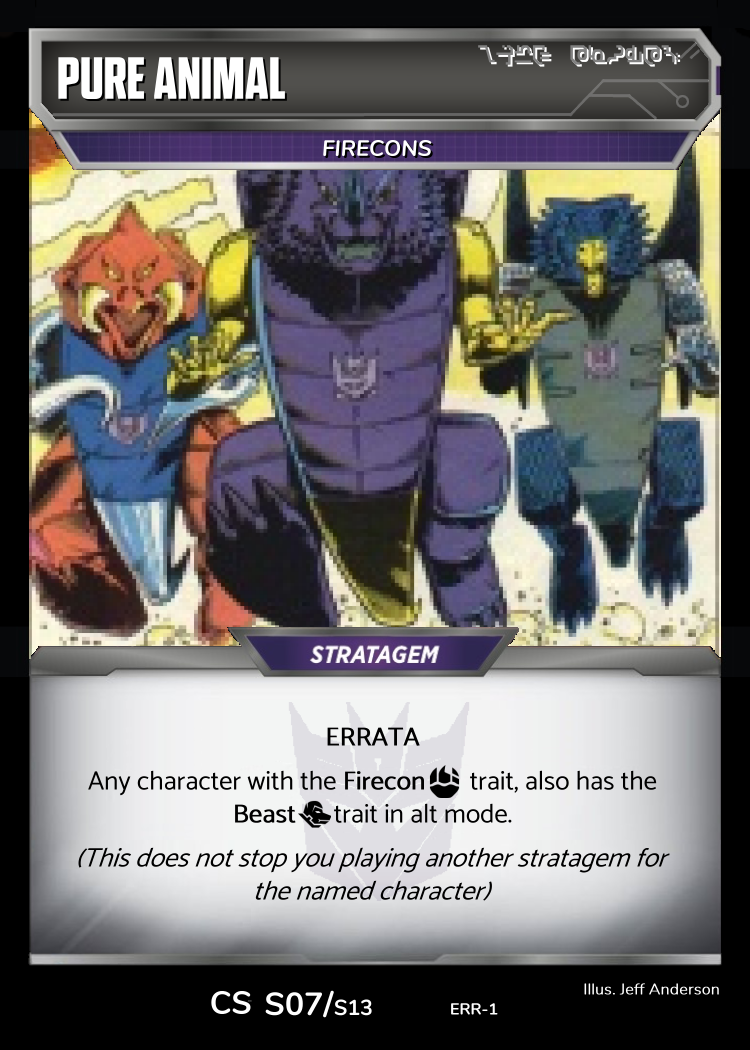 PURE ANIMAL
FIRECONS
STRATAGEM
ERRATA
Any character with the Firecon trait, also has the
Beast trait in alt mode.
(This does not stop you playing another stratagem for
the named character)
Illus. Jeff Anderson
CS S07/S13
ERR-1